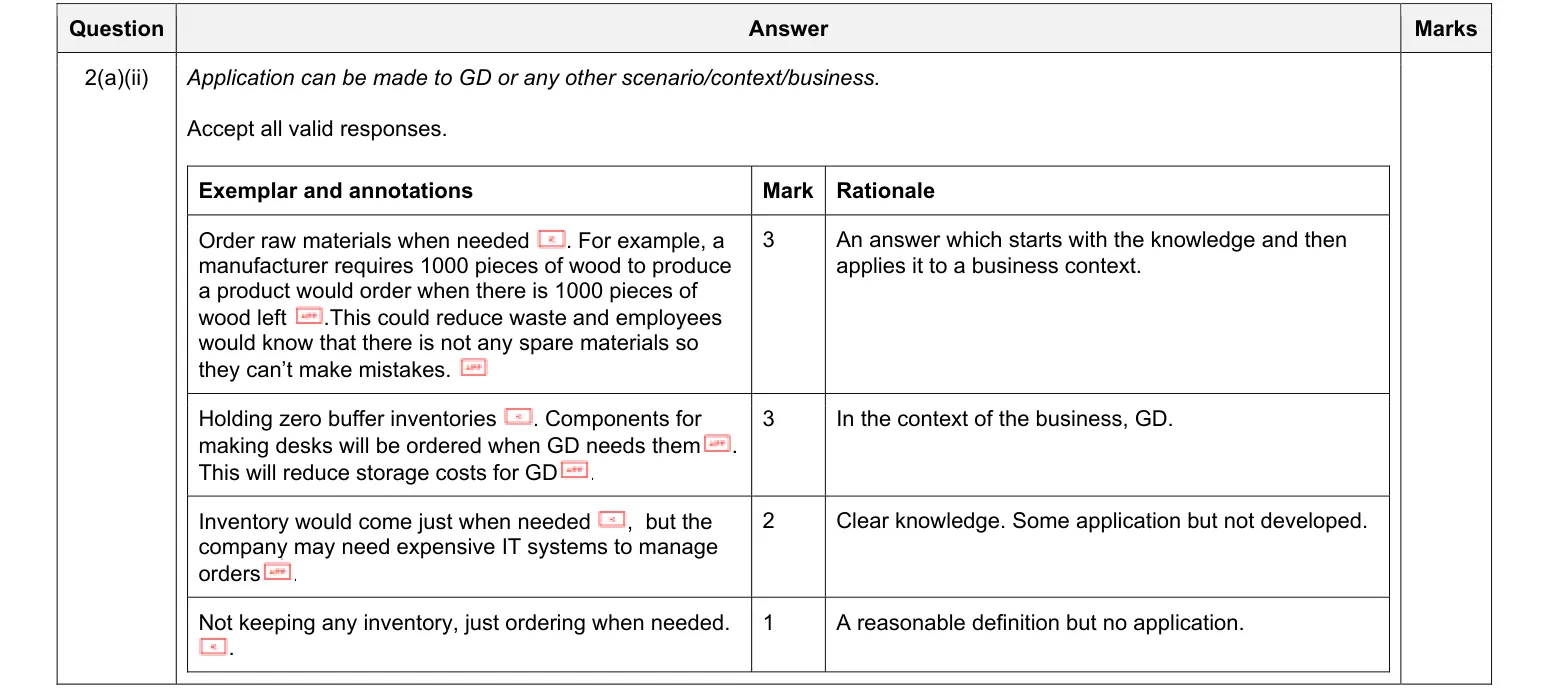 Question Answer Marks
2(a)(ii) Application can be made to GD or any other scenario/context/business.
Accept all valid responses.
Exemplar and annotations Mark Rationale
Order raw materials when needed . For example, a 3 An answer which starts with the knowledge and then
manufacturer requires 1000 pieces of wood to produce applies it to a business context.
a product would order when there is 1000 pieces of
wood left .This could reduce waste and employees
would know that there is not any spare materials so
they can’t make mistakes.
Holding zero buffer inventories . Components for 3 In the context of the business, GD.
making desks will be ordered when GD needs them .
This will reduce storage costs for GD .
Inventory would come just when needed , but the 2 Clear knowledge. Some application but not developed.
company may need expensive IT systems to manage
orders .
Not keeping any inventory, just ordering when needed. 1 A reasonable definition but no application.
.